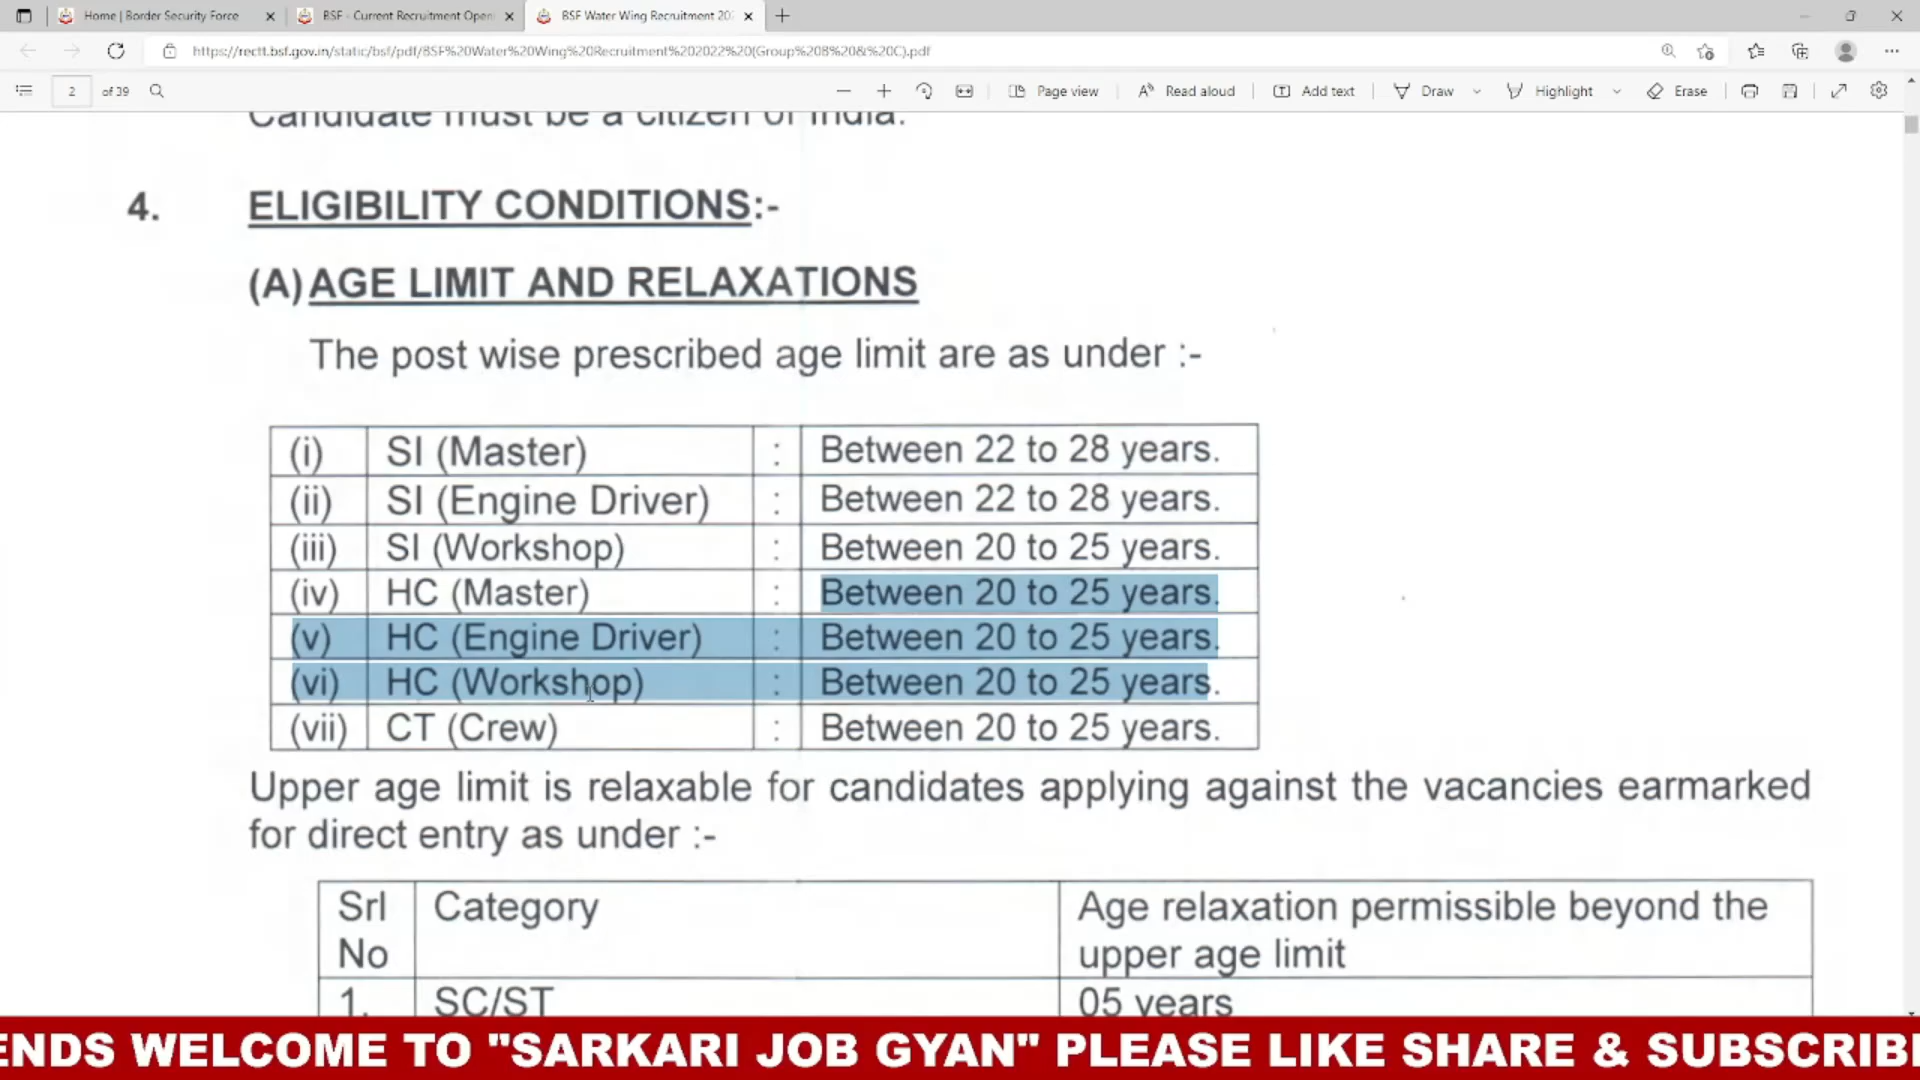 Home | Border Security Force
BSF - Current Recruitment Open
BSF Water Wing Recruitment 20
https://rectt.bsf.gov.in/static/bsf/pdf/BSF%20Water%20Wing%20Recruitment%202022%20(Group%20B%20&%20C).pdf
2 of 39
Page view
Read aloud
Add text
Draw
Highlight
Erase
Candidate must be a citizen of India.
4. ELIGIBILITY CONDITIONS:-
(A) AGE LIMIT AND RELAXATIONS
The post wise prescribed age limit are as under :-
(i) SI (Master) : Between 22 to 28 years.
(ii) SI (Engine Driver) : Between 22 to 28 years.
(iii) SI (Workshop) : Between 20 to 25 years.
(iv) HC (Master) : Between 20 to 25 years.
(v) HC (Engine Driver) : Between 20 to 25 years.
(vi) HC (Workshop) : Between 20 to 25 years.
(vii) CT (Crew) : Between 20 to 25 years.
Upper age limit is relaxable for candidates applying against the vacancies earmarked
for direct entry as under :-
Srl No Category Age relaxation permissible beyond the
upper age limit
1. SC/ST 05 years
ENDS WELCOME TO "SARKARI JOB GYAN" PLEASE LIKE SHARE & SUBSCRIB